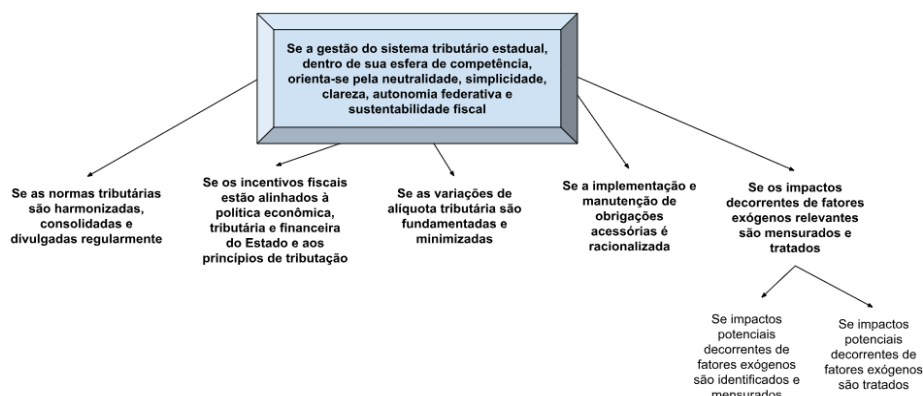 Se a gestão do sistema tributário estadual,
dentro de sua esfera de competência,
orienta-se pela neutralidade, simplicidade,
clareza, autonomia federativa e
sustentabilidade fiscal
Se as normas tributárias
são harmonizadas,
consolidadas e
divulgadas regularmente
Se os incentivos fiscais
estão alinhados à
política econômica,
tributária e financeira
do Estado e aos
princípios de tributação
Se as variações de
alíquota tributária são
fundamentadas e
minimizadas
Se a implementação e
manutenção de
obrigações
acessórias é
racionalizada
Se os impactos
decorrentes de fatores
exógenos relevantes
são mensurados e
tratados
Se impactos
potenciais
decorrentes de
fatores exógenos
são identificados e
mensurados
Se impactos
potenciais
decorrentes de
fatores exógenos
são tratados